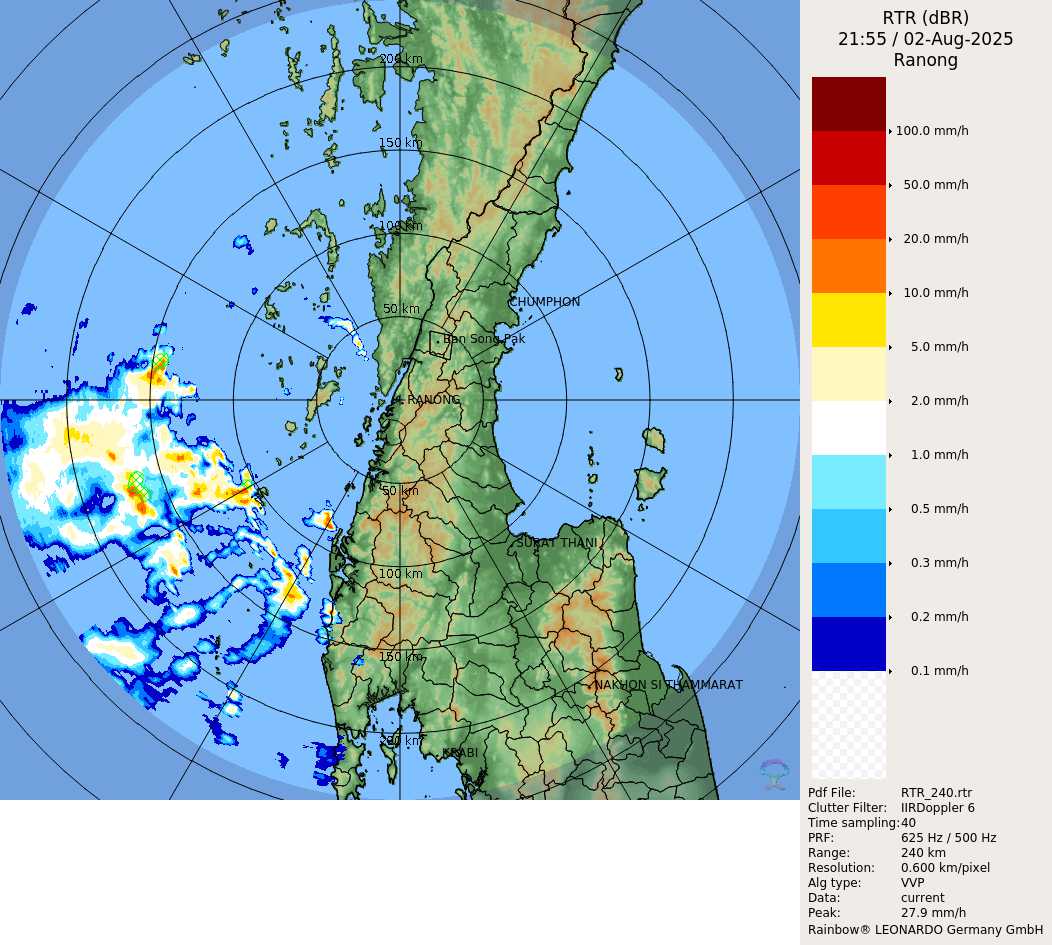 RTR (dBR)
21:55 / 02-Aug-2025
Ranong
100.0 mm/h
50.0 mm/h
20.0 mm/h
10.0 mm/h
5.0 mm/h
2.0 mm/h
1.0 mm/h
0.5 mm/h
0.3 mm/h
0.2 mm/h
0.1 mm/h
Pdf File: RTR_240.rtr
Clutter Filter: IIRDoppler 6
Time sampling: 40
PRF: 625 Hz / 500 Hz
Range: 240 km
Resolution: 0.600 km/pixel
Alg type: VVP
Data: current
Peak: 27.9 mm/h
Rainbow® LEONARDO Germany GmbH
200 km
150 km
100 km
CHUMPHON
50 km
Ban Song Pak
RANONG
50 km
SURAT THANI
100 km
150 km
NAKHON SI THAMMARAT
200 km
KRABI